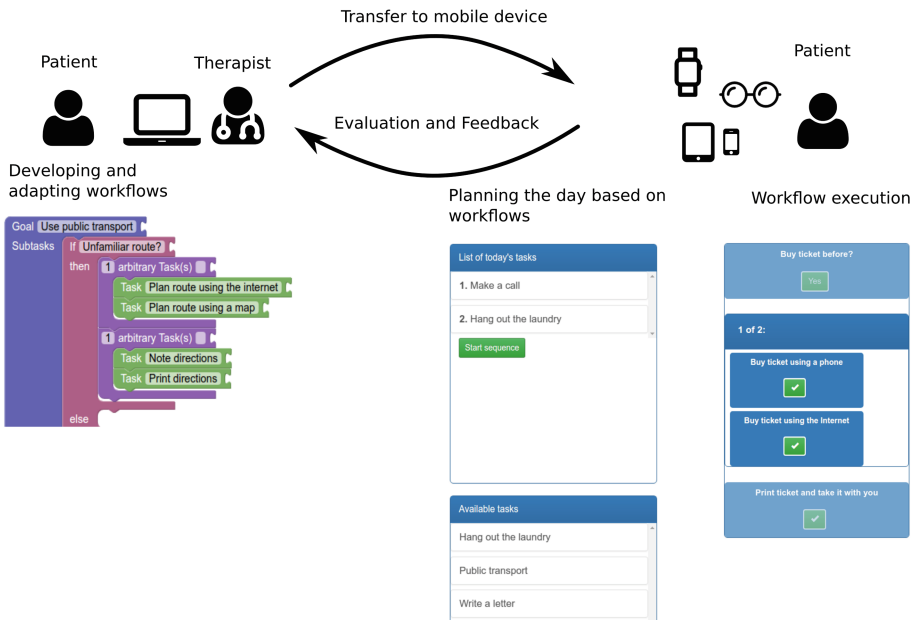 Transfer to mobile device
Patient
Therapist
Patient
Evaluation and Feedback
Developing and
adapting workflows
Goal Use public transport
Subtasks If Unfamiliar route?
then 1 arbitrary Task(s)
Task Plan route using the internet
Task Plan route using a map
1 arbitrary Task(s)
Task Note directions
Task Print directions
else
Planning the day based on
workflows
List of today's tasks
1. Make a call
2. Hang out the laundry
Start sequence
Available tasks
Hang out the laundry
Public transport
Write a letter
Workflow execution
Buy ticket before?
Yes
1 of 2:
Buy ticket using a phone
Buy ticket using the Internet
Print ticket and take it with you